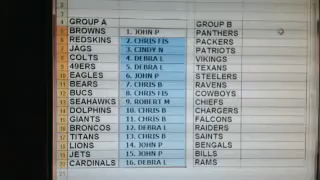 GROUP A GROUP B
BROWNS 1. JOHN P PANTHERS
REDSKINS 2. CHRIS FIS PACKERS
JAGS 3. CINDY N PATRIOTS
COLTS 4. DEBRA L VIKINGS
49ERS 5. DEBRA L TEXANS
EAGLES 6. JOHN P STEELERS
BEARS 7. CHRIS B RAVENS
BUCS 8. CHRIS FIS COWBOYS
SEAHAWKS 9. ROBERT M CHIEFS
DOLPHINS 10. CHRIS B CHARGERS
GIANTS 11. CHRIS B FALCONS
BRONCOS 12. DEBRA L RAIDERS
TITANS 13. CHRIS B SAINTS
LIONS 14. JOHN P BENGALS
JETS 15. JOHN P BILLS
CARDINALS 16. DEBRA L RAMS